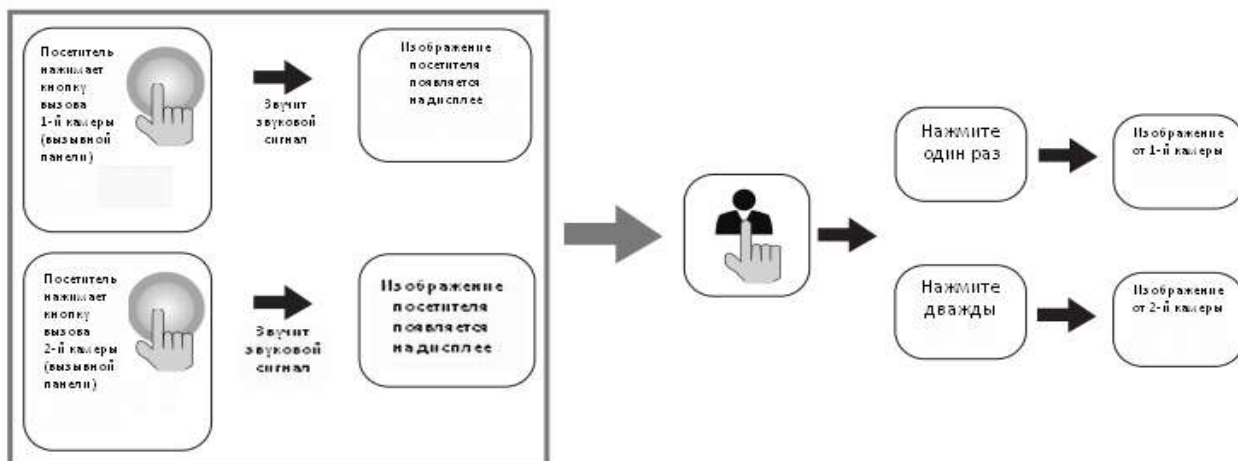 Посетитель
нажимает
кнопку
вызова
1-й камеры
(вызывной
панели)
Звучит
звуковой
сигнал
Изображение
посетителя
появляется
на дисплее
Посетитель
нажимает
кнопку
вызова
2-й камеры
(вызывной
панели)
Звучит
звуковой
сигнал
Изображение
посетителя
появляется
на дисплее
Нажмите
один раз
Изображение
от 1-й камеры
Нажмите
дважды
Изображение
от 2-й камеры